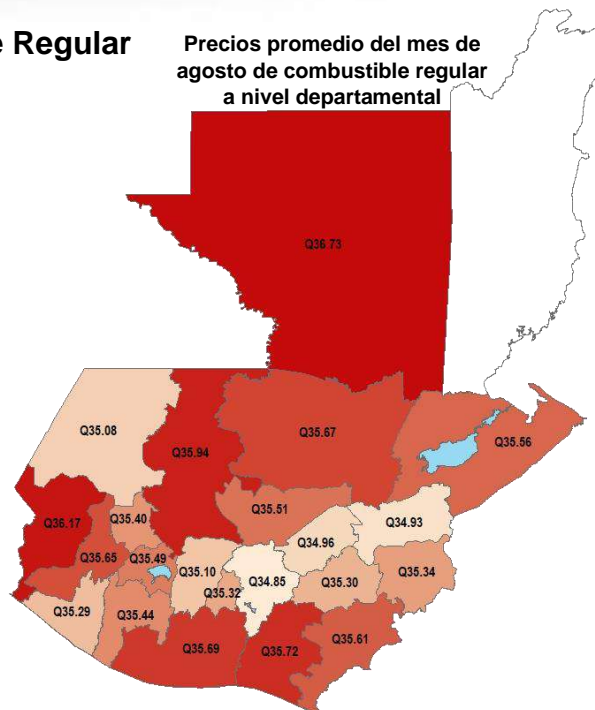 e Regular
Precios promedio del mes de
agosto de combustible regular
a nivel departamental
Q36.73
Q35.08
Q35.94
Q35.67
Q35.56
Q36.17
Q35.40
Q35.51
Q34.93
Q35.65
Q35.49
Q34.96
Q35.10
Q34.85
Q35.30
Q35.34
Q35.29
Q35.44
Q35.32
Q35.69
Q35.72
Q35.61